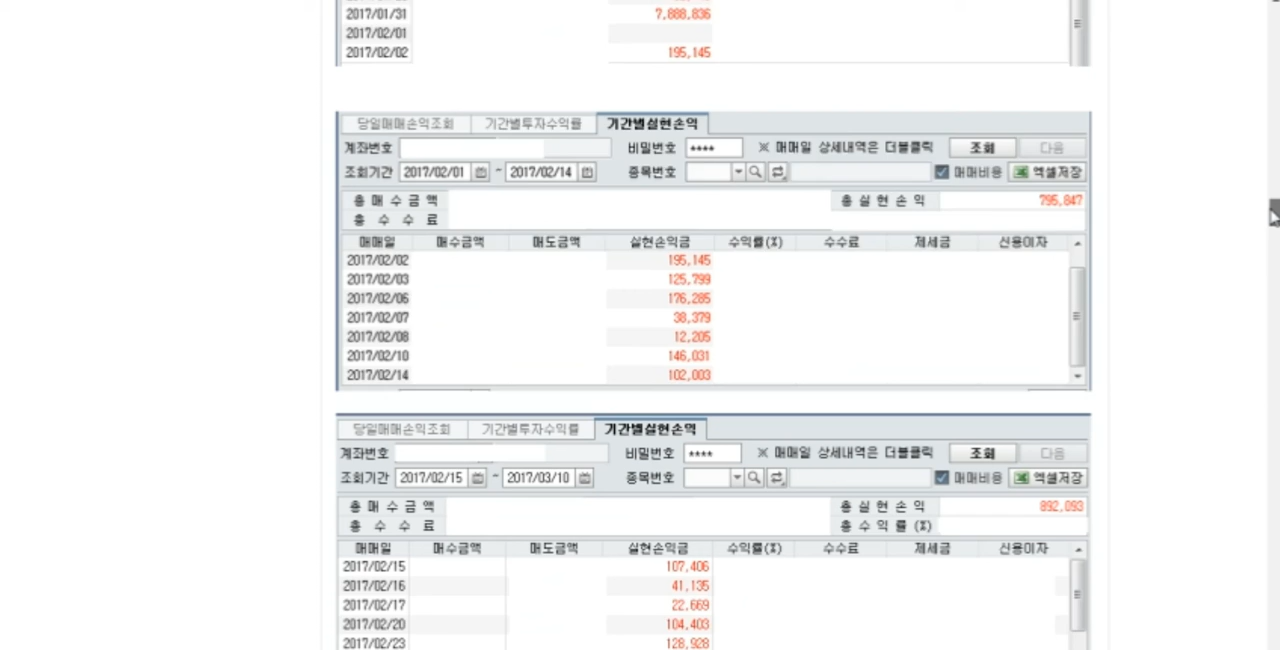 2017/01/31 7,888,836
2017/02/01
2017/02/02 195,145
당일매매손익조회 기간별투자수익률 기간별실현손익
계좌번호 비밀번호 **** ※ 매매일 상세내역은 더블클릭 조회 다음
조회기간 2017/02/01 ~ 2017/02/14 종목번호 매매비용 엑셀저장
총매수금액 총실현손익 795,847
총수수료
매매일 매수금액 매도금액 실현손익금 수익률(%) 수수료 제세금 신용이자
2017/02/02 195,145
2017/02/03 125,799
2017/02/06 176,285
2017/02/07 38,379
2017/02/08 12,205
2017/02/10 146,031
2017/02/14 102,003
당일매매손익조회 기간별투자수익률 기간별실현손익
계좌번호 비밀번호 **** ※ 매매일 상세내역은 더블클릭 조회 다음
조회기간 2017/02/15 ~ 2017/03/10 종목번호 매매비용 엑셀저장
총매수금액 총실현손익 892,093
총수수료 총수익률(%)
매매일 매수금액 매도금액 실현손익금 수익률(%) 수수료 제세금 신용이자
2017/02/15 107,406
2017/02/16 41,135
2017/02/17 22,669
2017/02/20 104,403
2017/02/23 128,928